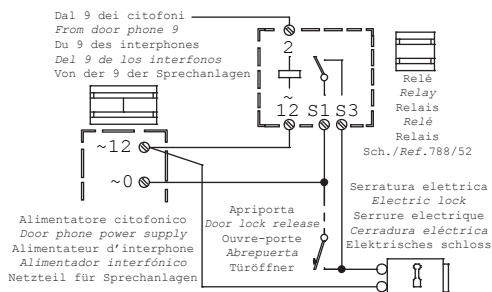 Dal 9 dei citofoni
From door phone 9
Du 9 des interphones
Del 9 de los interfonos
Von der 9 der Sprechanlagen
2
~
12 S1 S3
Relé
Relay
Relais
Relé
Relais
Sch./Ref.788/52
~12
~0
Alimentatore citofonico
Door phone power supply
Alimentateur d'interphone
Alimentador interfónico
Netzteil für Sprechanlagen
Apriporta
Door lock release
Ouvre-porte
Abrepuerta
Türöffner
Serratura elettrica
Electric lock
Serrure electrique
Cerradura eléctrica
Elektrisches schloss